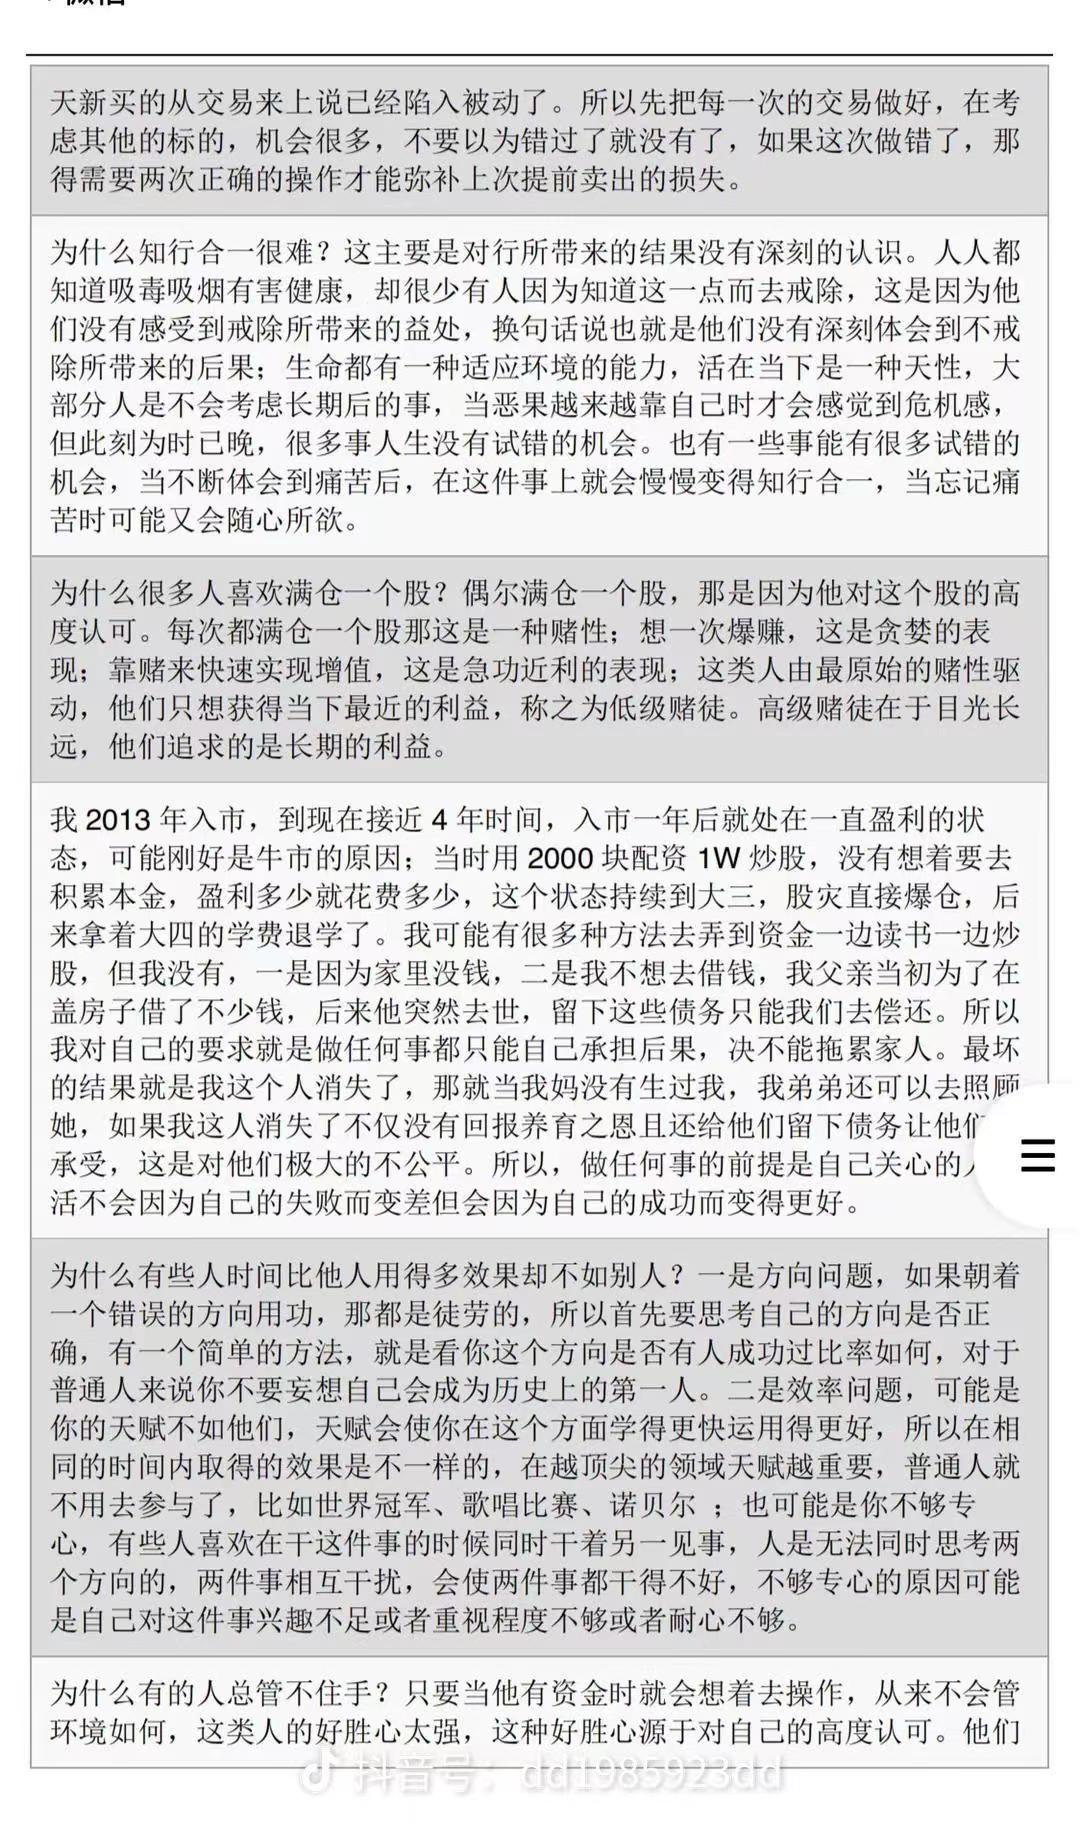 天新买的从交易来上说已经陷入被动了。所以先把每一次的交易做好，在考
虑其他的标的，机会很多，不要以为错过了就没有了，如果这次做错了，那
得需要两次正确的操作才能弥补上次提前卖出的损失。
为什么知行合一很难？这主要是对行所带来的结果没有深刻的认识。人人都
知道吸毒吸烟有害健康，却很少有人因为知道这一点而去戒除，这是因为他
们没有感受到戒除所带来的益处，换句话说也就是他们没有深刻体会到不戒
除所带来的后果；生命都有一种适应环境的能力，活在当下是一种天性，大
部分人是不会考虑长期后的事，当恶果越来越靠自己时才会感觉到危机感，
但此刻为时已晚，很多事人生没有试错的机会。也有一些事能有很多试错的
机会，当不断体会到痛苦后，在这件事上就会慢慢变得知行合一，当忘记痛
苦时可能又会随心所欲。
为什么很多人喜欢满仓一个股？偶尔满仓一个股，那是因为他对这个股的高
度认可。每次都满仓一个股那这是一种赌性；想一次爆赚，这是贪婪的表
现；靠赌来快速实现增值，这是急功近利的表现；这类人由最原始的赌性驱
动，他们只想获得当下最近的利益，称之为低级赌徒。高级赌徒在于目光长
远，他们追求的是长期的利益。
我 2013 年入市，到现在接近 4 年时间，入市一年后就处在一直盈利的状
态，可能刚好是牛市的原因；当时用 2000 块配资 1W 炒股，没有想着要去
积累本金，盈利多少就花费多少，这个状态持续到大三，股灾直接爆仓，后
来拿着大四的学费退学了。我可能有很多种方法去弄到资金一边读书一边炒
股，但我没有，一是因为家里没钱，二是我不想去借钱，我父亲当初为了在
盖房子借了不少钱，后来他突然去世，留下这些债务只能我们去偿还。所以
我对自己的要求就是做任何事都只能自己承担后果，决不能拖累家人。最坏
的结果就是我这个人消失了，那就当我妈没有生过我，我弟弟还可以去照顾
她，如果我这人消失了不仅没有回报养育之恩且还给他们留下债务让他们
承受，这是对他们极大的不公平。所以，做任何事的前提是自己关心的人
活不会因为自己的失败而变差但会因为自己的成功而变得更好。
为什么有些人时间比他人用得多效果却不如别人？一是方向问题，如果朝着
一个错误的方向用功，那都是徒劳的，所以首先要思考自己的方向是否正
确，有一个简单的方法，就是看你这个方向是否有人成功过比率如何，对于
普通人来说你不要妄想自己会成为历史上的第一人。二是效率问题，可能是
你的天赋不如他们，天赋会使你在这个方面学得更快运用得更好，所以在相
同的时间内取得的效果是不一样的，在越顶尖的领域天赋越重要，普通人就
不用去参与了，比如世界冠军、歌唱比赛、诺贝尔 ；也可能是你不够专
心，有些人喜欢在干这件事的时候同时干着另一见事，人是无法同时思考两
个方向的，两件事相互干扰，会使两件事都干得不好，不够专心的原因可能
是自己对这件事兴趣不足或者重视程度不够或者耐心不够。
为什么有的人总管不住手？只要当他有资金时就会想着去操作，从来不会管
环境如何，这类人的好胜心太强，这种好胜心源于对自己的高度认可。他们
抖音号：dd1985923dd